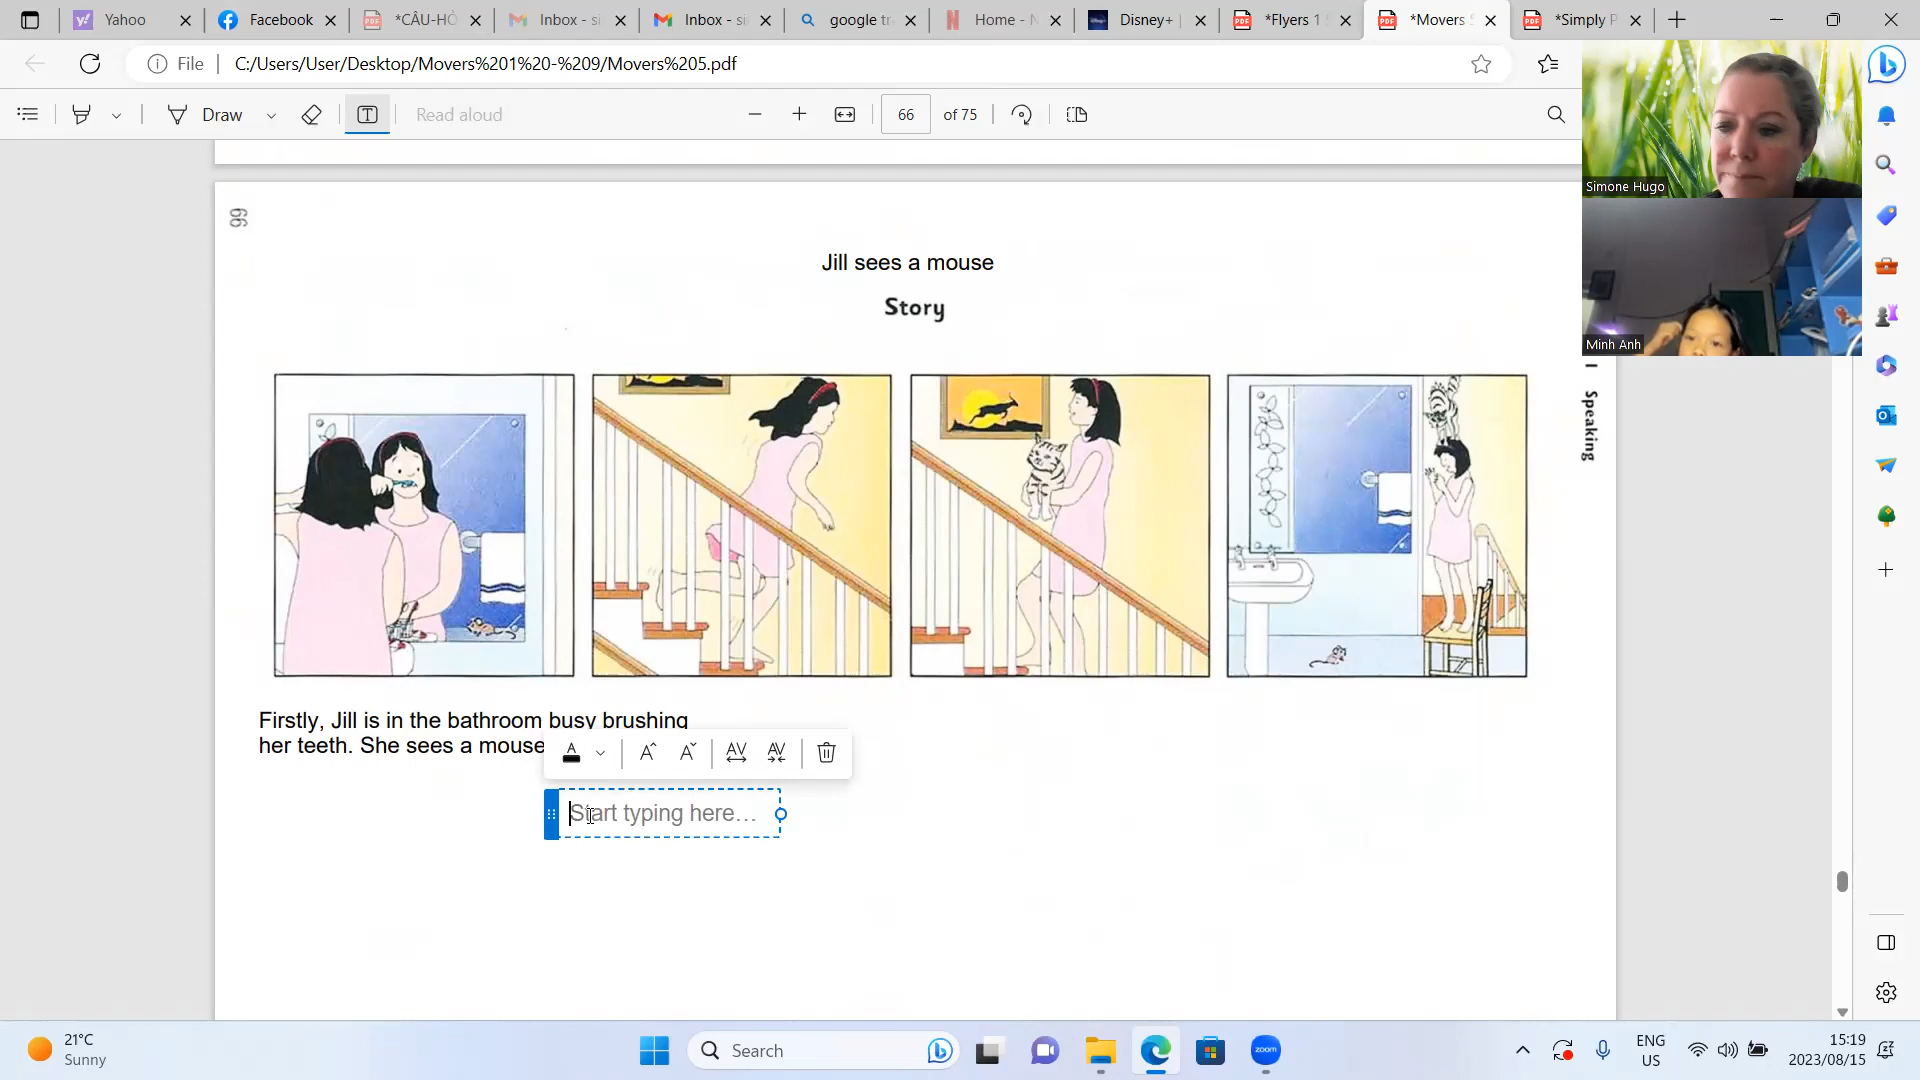 Yahoo
Facebook
*CÂU-HỎ
Inbox - si
Inbox - si
google tr
Home - N
Disney+ |
*Flyers 1
*Movers
*Simply P
File
C:/Users/User/Desktop/Movers%201%20-%209/Movers%205.pdf
Draw
Read aloud
66 of 75
Simone Hugo
Minh Anh
66
Jill sees a mouse
Story
Speaking
Firstly, Jill is in the bathroom busy brushing
her teeth. She sees a mouse
Start typing here...
21°C
Sunny
Search
zoom
ENG
US
15:19
2023/08/15